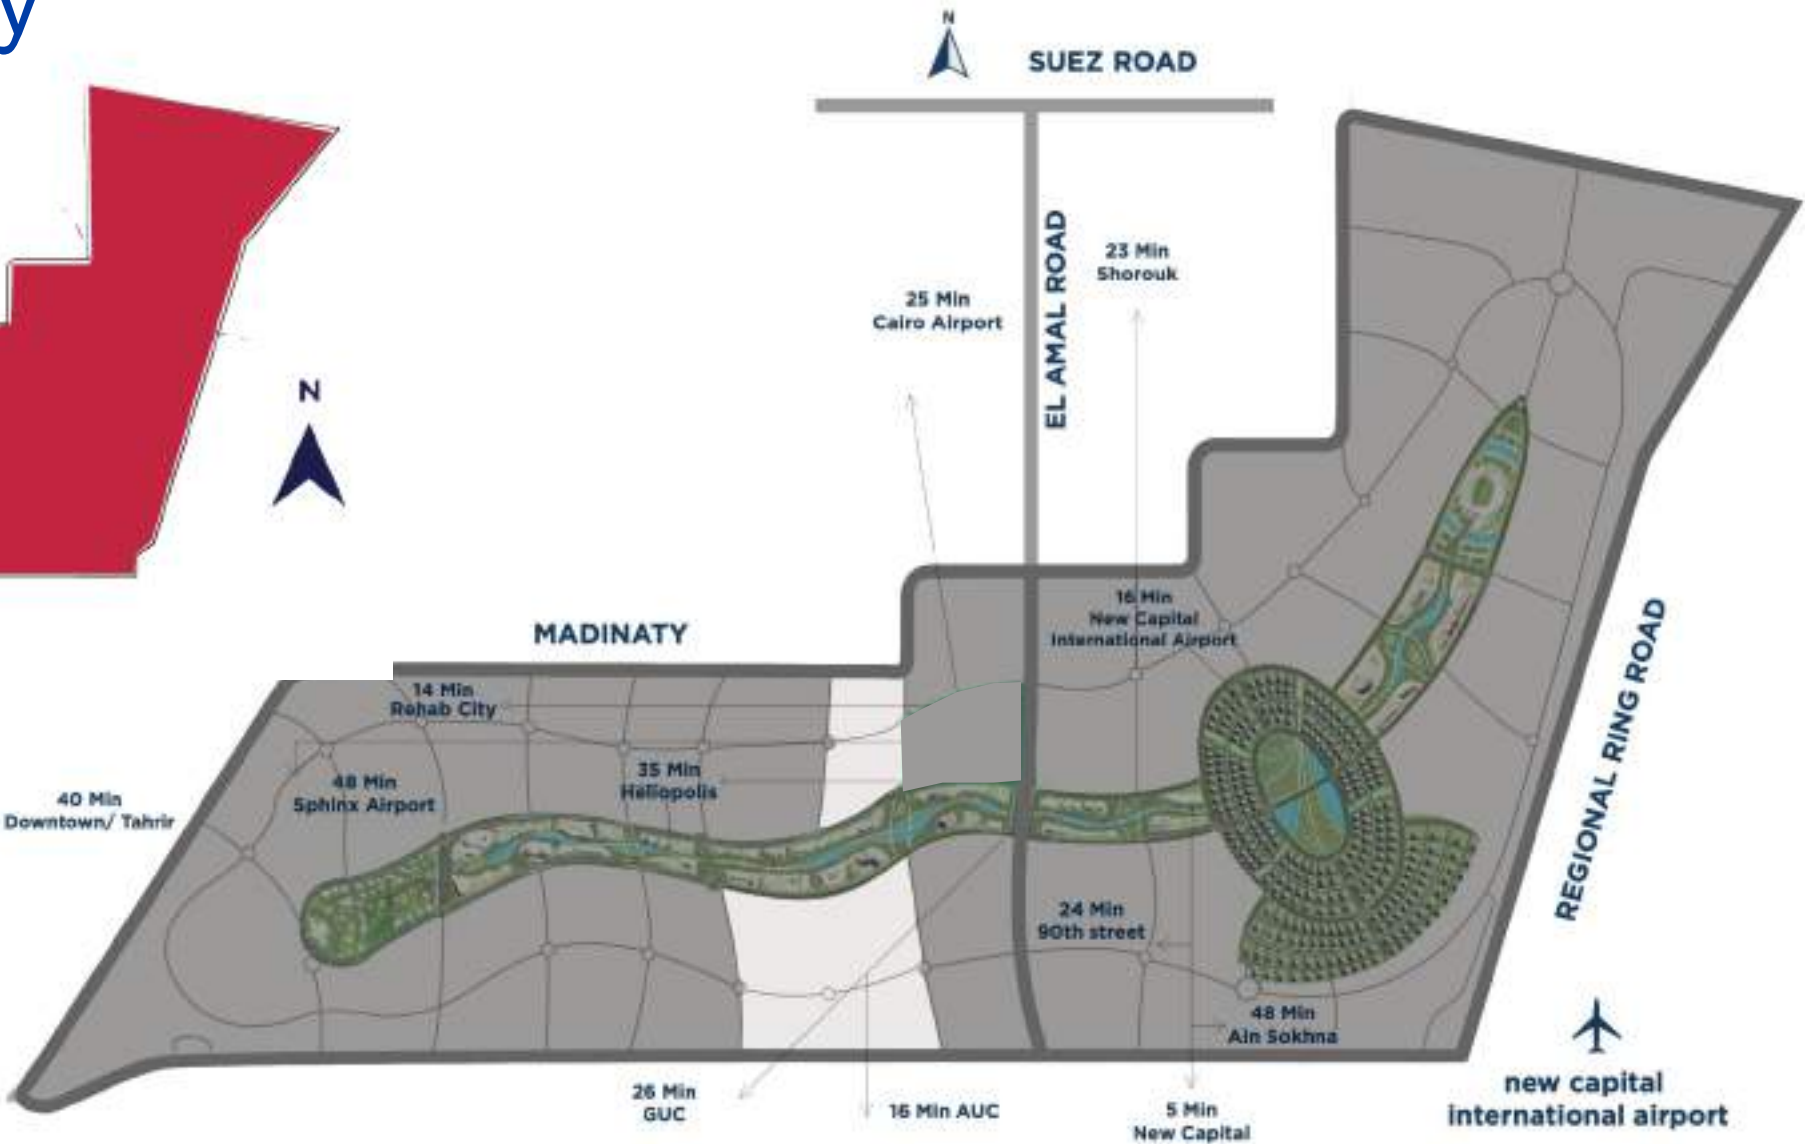 y
N
SUEZ ROAD
EL AMAL ROAD
23 Min
Shorouk
25 Min
Cairo Airport
N
16 Min
New Capital
International Airport
MADINATY
14 Min
Rehab City
35 Min
Heliopolis
48 Min
Sphinx Airport
40 Min
Downtown/ Tahrir
REGIONAL RING ROAD
24 Min
90th street
48 Min
Ain Sokhna
26 Min
GUC
16 Min AUC
5 Min
New Capital
new capital
international airport